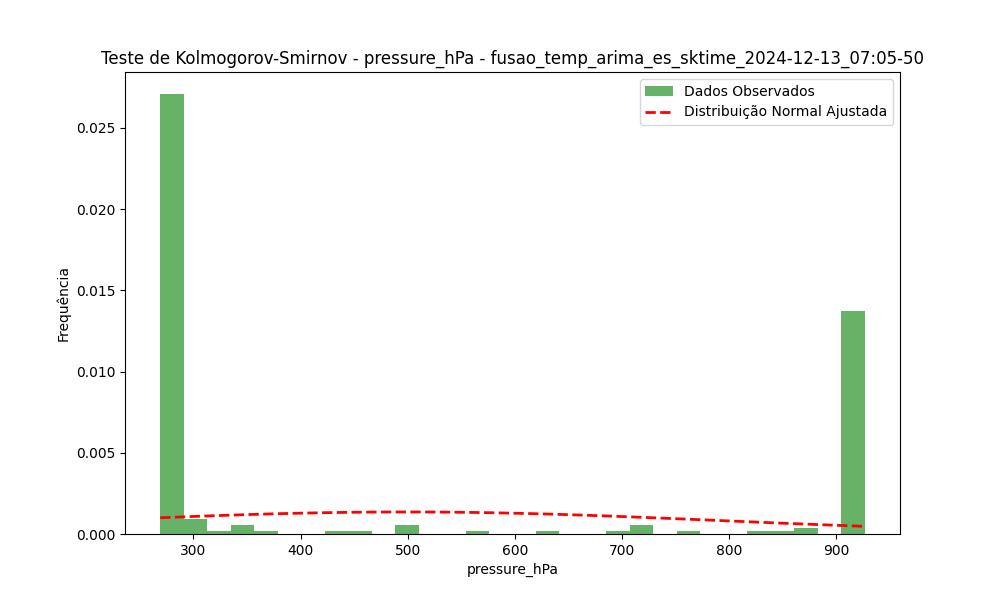 Teste de Kolmogorov-Smirnov - pressure_hPa - fusao_temp_arima_es_sktime_2024-12-13_07:05-50
Dados Observados
Distribuição Normal Ajustada
0.025
0.020
0.015
0.010
0.005
0.000
Frequência
300 400 500 600 700 800 900
pressure_hPa